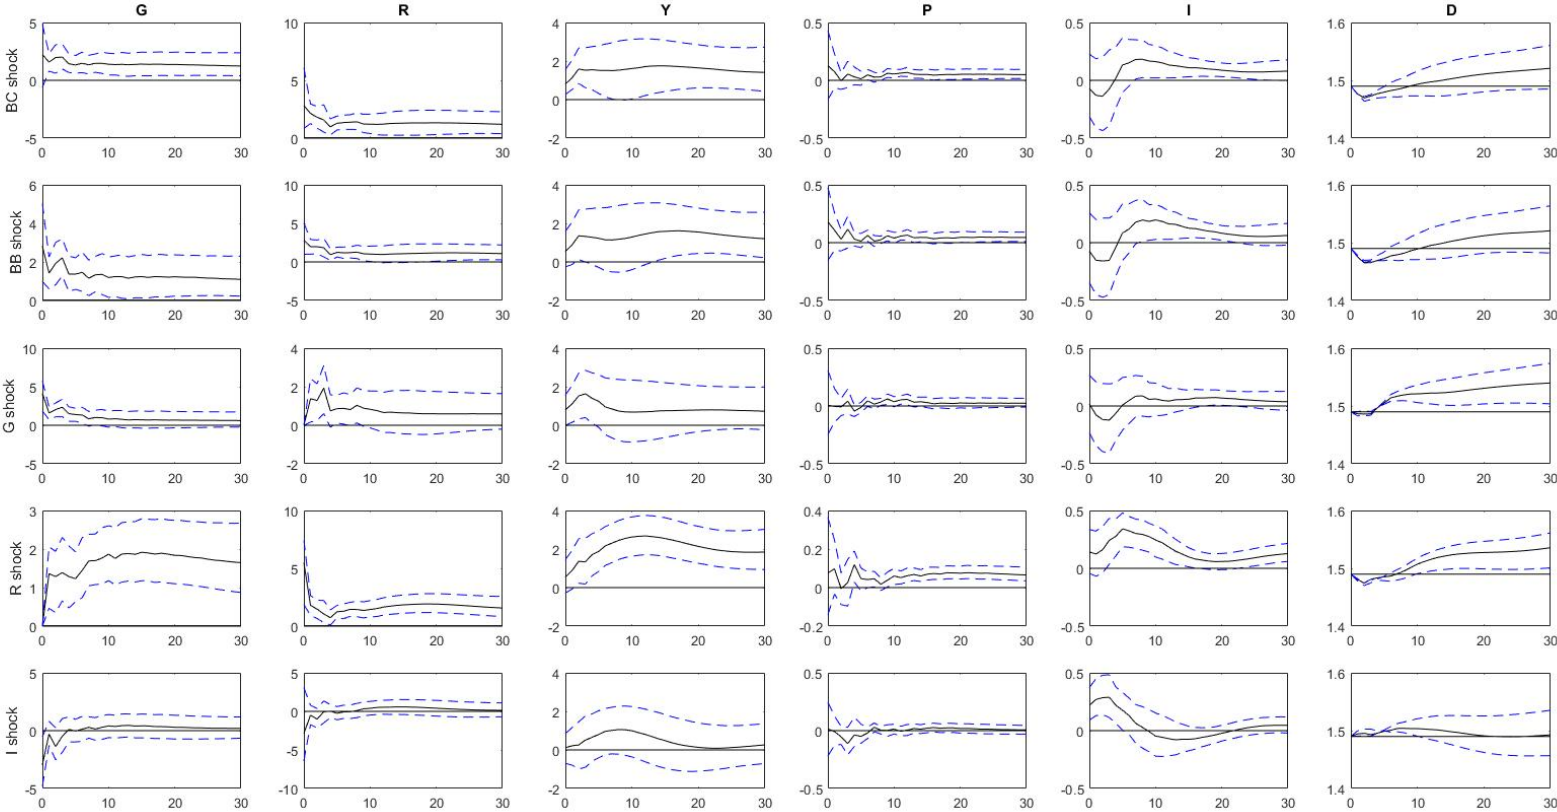 G R Y P I D
BC shock
5 10 4 0.5 0.5 1.6
0 5 2 0 0 1.5
-5 0 0 -0.5 -0.5 1.4
-2
0 10 20 30 0 10 20 30 0 10 20 30 0 10 20 30 0 10 20 30 0 10 20 30
BB shock
6 10 4 0.5 0.5 1.6
4 5 2 0 0 1.5
2 0 0 -0.5 -0.5 1.4
0 -5 -2
0 10 20 30 0 10 20 30 0 10 20 30 0 10 20 30 0 10 20 30 0 10 20 30
G shock
10 4 4 0.5 0.5 1.6
5 2 2 0 0 1.5
0 0 0 -0.5 -0.5 1.4
-5 -2 -2
0 10 20 30 0 10 20 30 0 10 20 30 0 10 20 30 0 10 20 30 0 10 20 30
R shock
3 10 4 0.4 0.5 1.6
2 5 2 0.2 0 1.5
1 0 0 0 -0.5 1.4
0 -2 -0.2
0 10 20 30 0 10 20 30 0 10 20 30 0 10 20 30 0 10 20 30 0 10 20 30
I shock
5 5 4 0.5 0.5 1.6
0 0 2 0 0 1.5
-5 -5 0 -0.5 -0.5 1.4
-10 -2
0 10 20 30 0 10 20 30 0 10 20 30 0 10 20 30 0 10 20 30 0 10 20 30